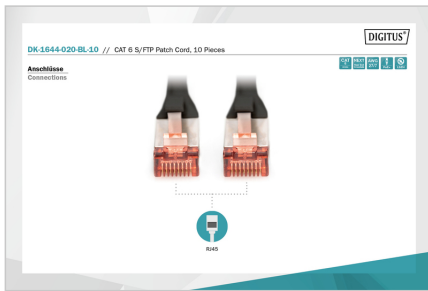 DIGITUS®
DK-1644-020-BL-10 // CAT 6 S/FTP Patch Cord, 10 Pieces
Anschlüsse
Connections
RJ45